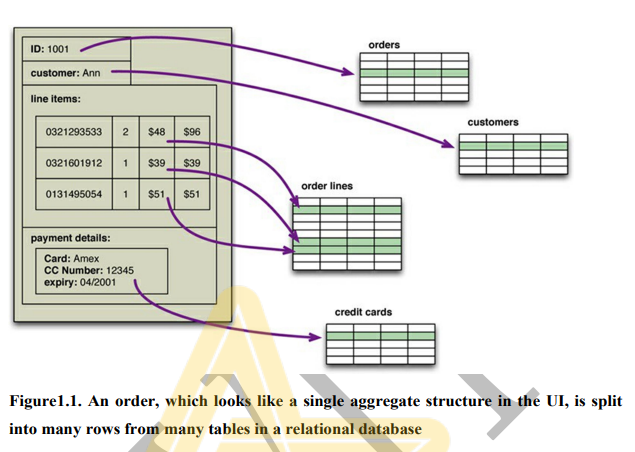 ID: 1001
customer: Ann
line items:
0321293533 2 $48 $96
0321601912 1 $39 $39
0131495054 1 $51 $51
payment details:
Card: Amex
CC Number: 12345
expiry: 04/2001
orders
customers
order lines
credit cards
Figure1.1. An order, which looks like a single aggregate structure in the UI, is split
into many rows from many tables in a relational database